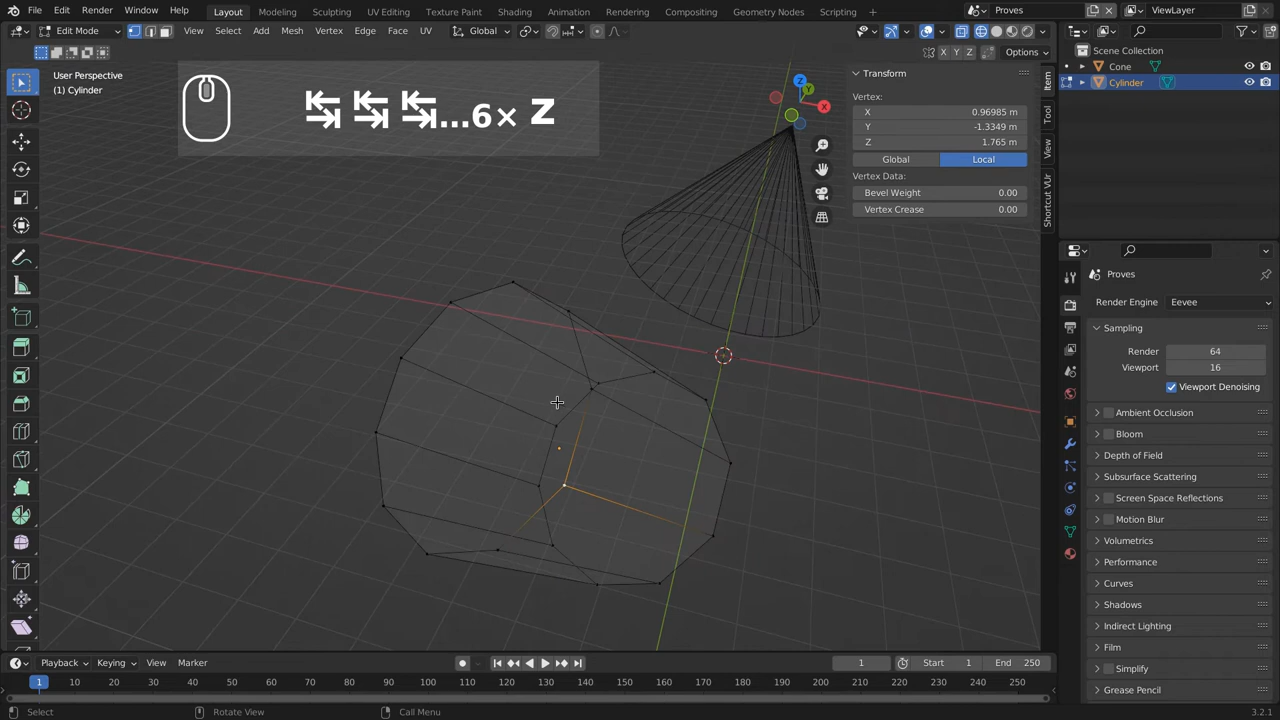 File Edit Render Window Help
Layout Modeling Sculpting UV Editing Texture Paint Shading Animation Rendering Compositing Geometry Nodes Scripting
Proves ViewLayer
Edit Mode View Select Add Mesh Vertex Edge Face UV Global
X Y Z Options
User Perspective
(1) Cylinder
...6× z
Z
Y
X
Transform
Vertex:
X 0.96985 m
Y -1.3349 m
Z 1.765 m
Global Local
Vertex Data:
Bevel Weight 0.00
Vertex Crease 0.00
Item
Tool
View
Shortcut VUr
Scene Collection
Cone
Cylinder
Proves
Render Engine Eevee
Sampling
Render 64
Viewport 16
Viewport Denoising
Ambient Occlusion
Bloom
Depth of Field
Subsurface Scattering
Screen Space Reflections
Motion Blur
Volumetrics
Performance
Curves
Shadows
Indirect Lighting
Film
Simplify
Grease Pencil
Playback Keying View Marker 1 Start 1 End 250
1 10 20 30 40 50 60 70 80 90 100 110 120 130 140 150 160 170 180 190 200 210 220 230 240 250
Select Rotate View Call Menu 3.2.1